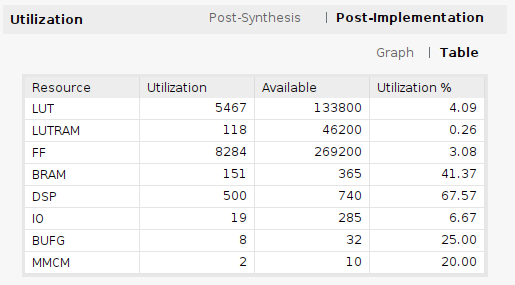 Utilization Post-Synthesis | Post-Implementation
Graph | Table
Resource Utilization Available Utilization %
LUT 5467 133800 4.09
LUTRAM 118 46200 0.26
FF 8284 269200 3.08
BRAM 151 365 41.37
DSP 500 740 67.57
IO 19 285 6.67
BUFG 8 32 25.00
MMCM 2 10 20.00